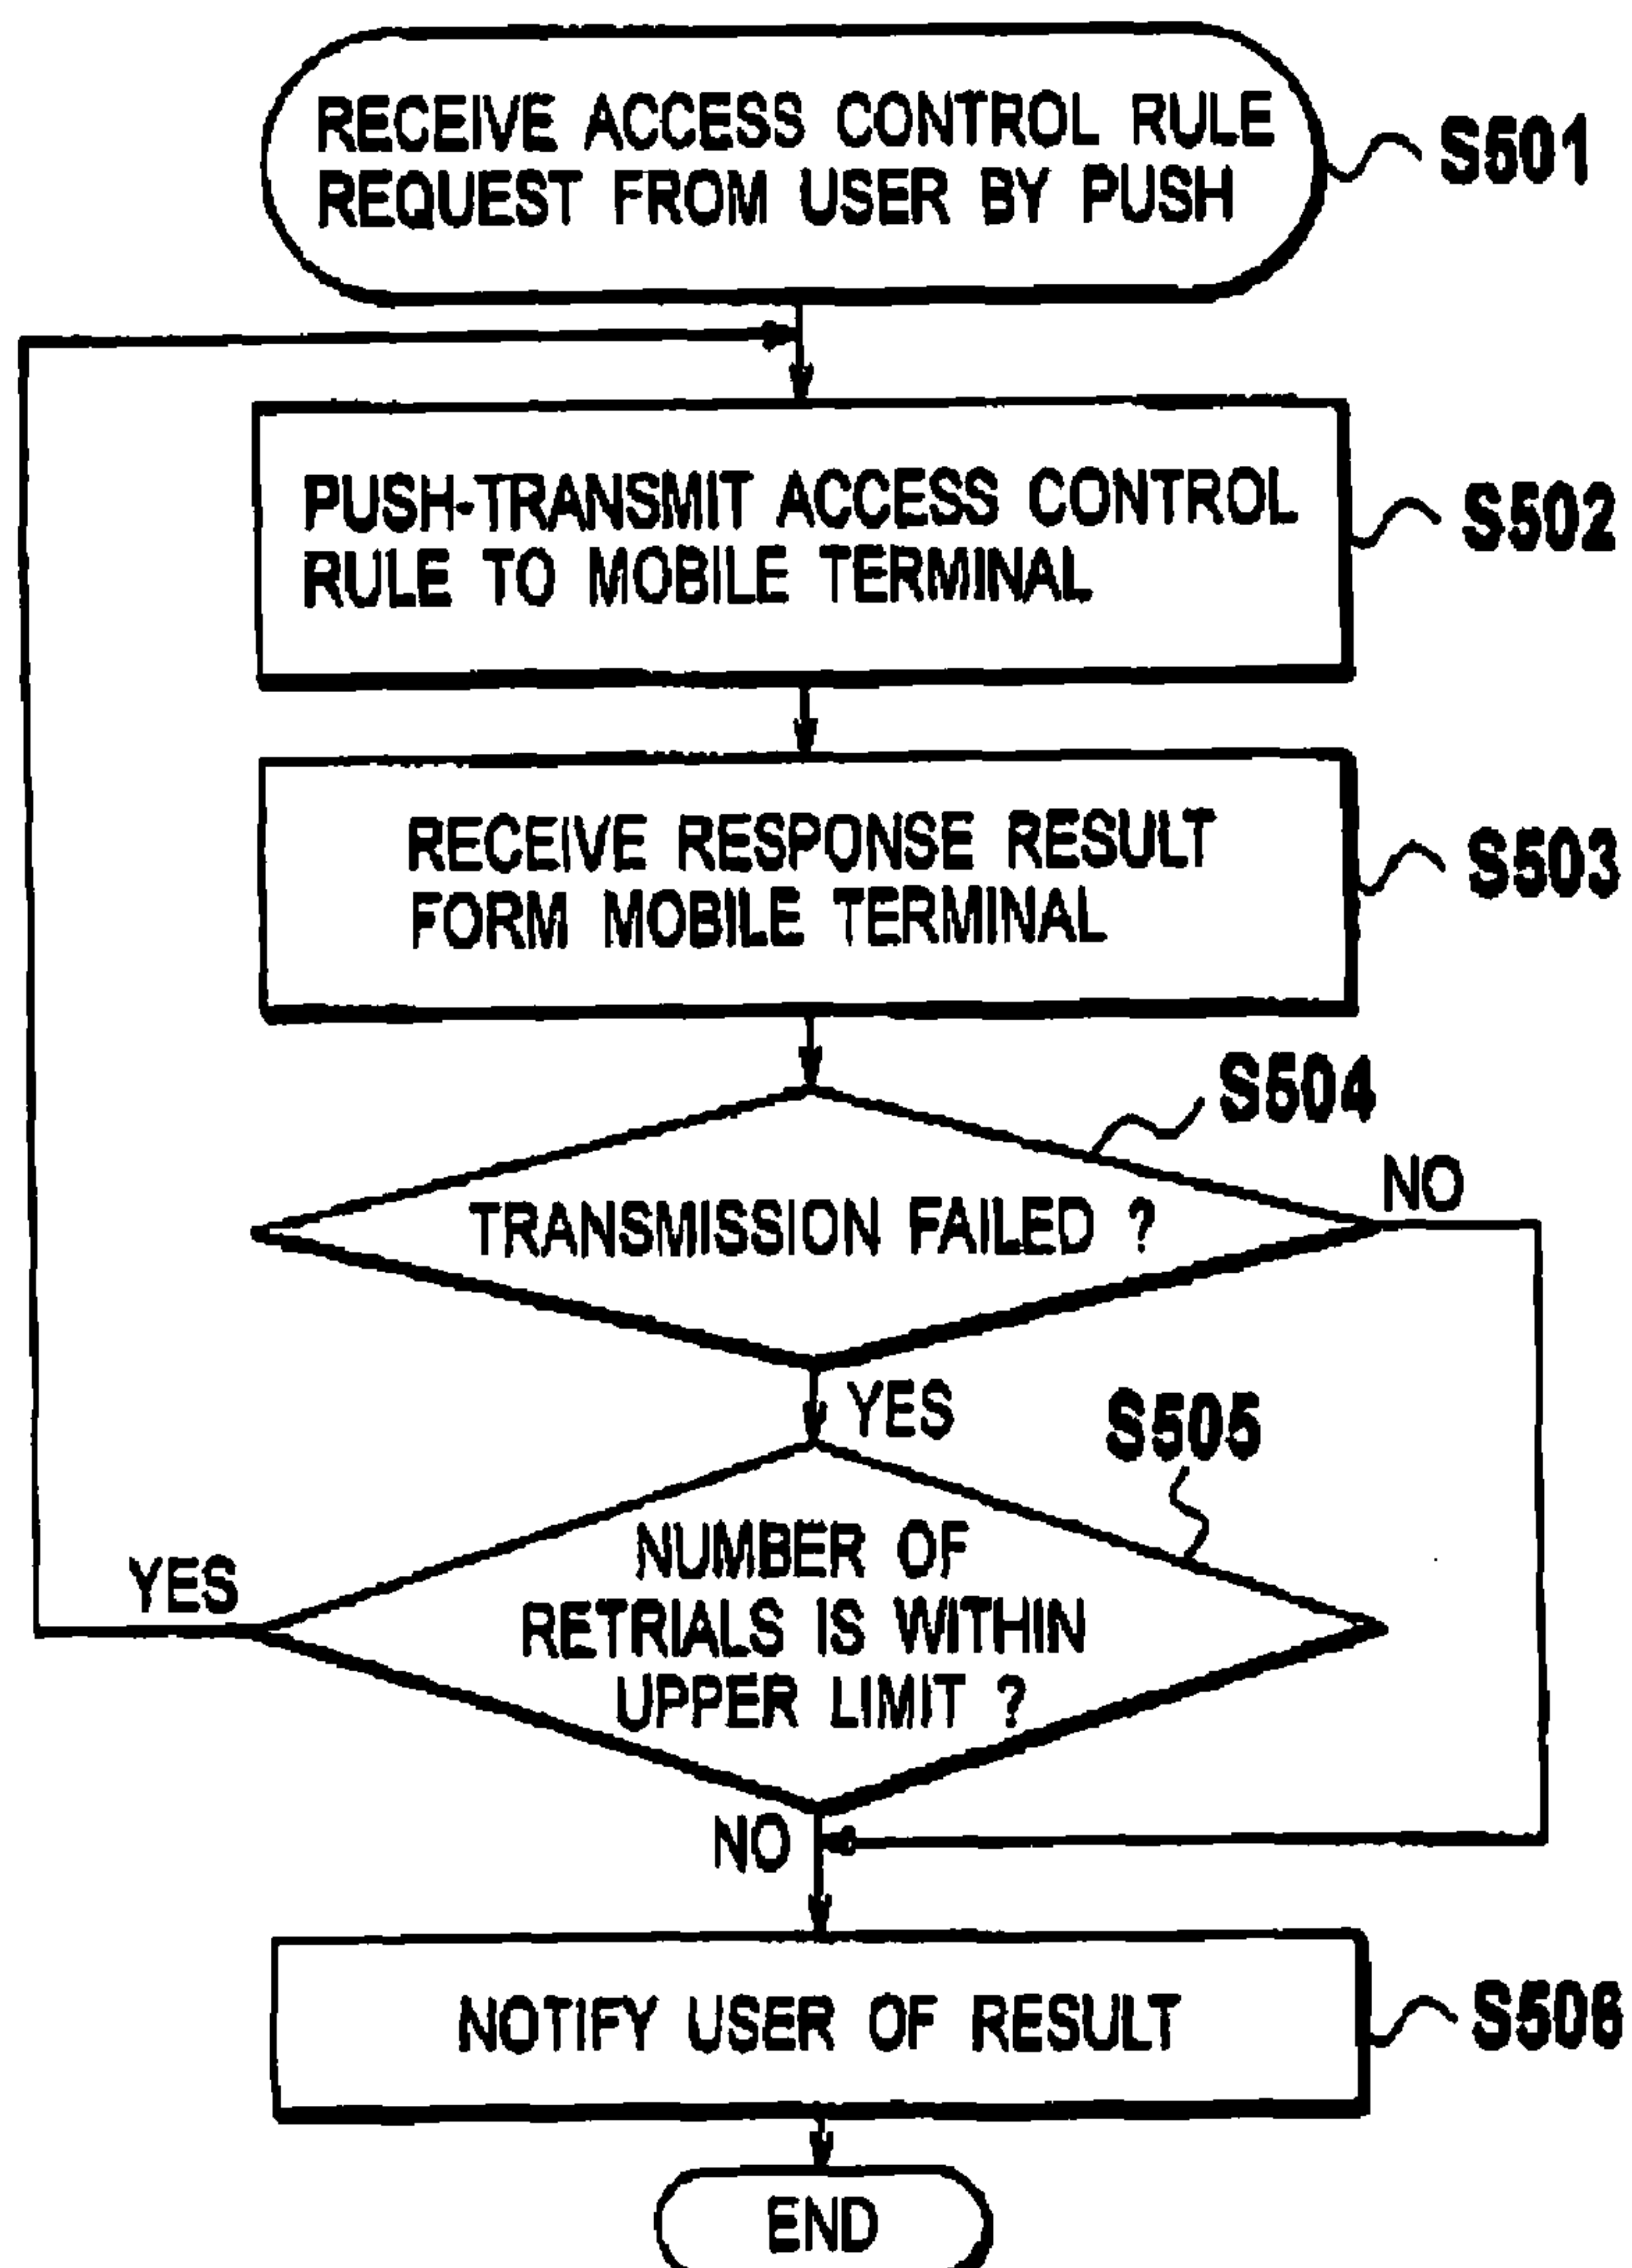 RECEIVE ACCESS CONTROL RULE
REQUEST FROM USER BY PUSH
S501
PUSH-TRANSMIT ACCESS CONTROL
RULE TO MOBILE TERMINAL
S502
RECEIVE RESPONSE RESULT
FORM MOBILE TERMINAL
S503
S504
TRANSMISSION FAILED ?
NO
YES
S505
NUMBER OF
RETRIALS IS WITHIN
UPPER LIMIT ?
YES
NO
NOTIFY USER OF RESULT
S506
END